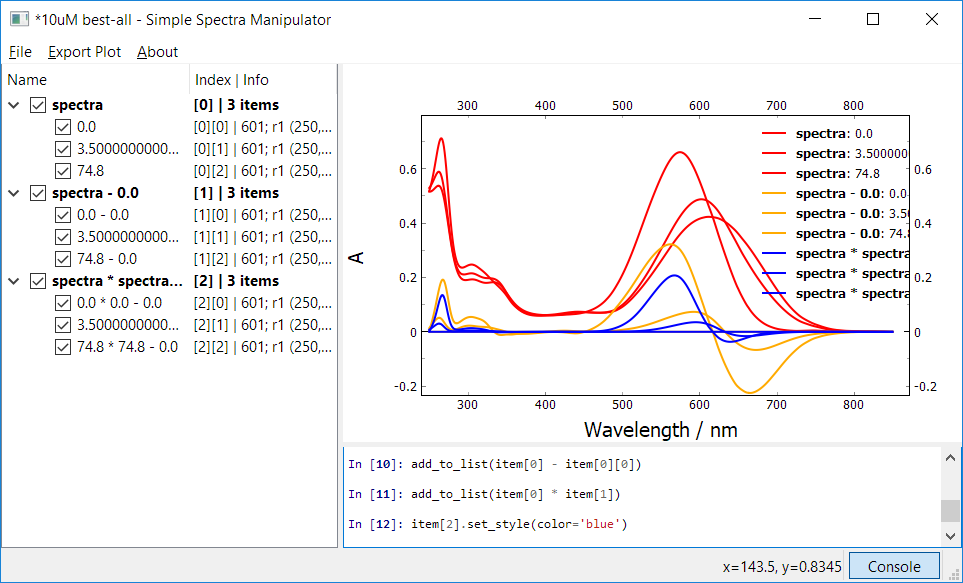 *10uM best-all - Simple Spectra Manipulator
File Export Plot About
Name Index | Info
spectra [0] | 3 items
0.0 [0][0] | 601; r1 (250,...
3.5000000000... [0][1] | 601; r1 (250,...
74.8 [0][2] | 601; r1 (250,...
spectra - 0.0 [1] | 3 items
0.0 - 0.0 [1][0] | 601; r1 (250,...
3.5000000000... [1][1] | 601; r1 (250,...
74.8 - 0.0 [1][2] | 601; r1 (250,...
spectra * spectra... [2] | 3 items
0.0 * 0.0 - 0.0 [2][0] | 601; r1 (250,...
3.5000000000... [2][1] | 601; r1 (250,...
74.8 * 74.8 - 0.0 [2][2] | 601; r1 (250,...
300 400 500 600 700 800
spectra: 0.0
spectra: 3.500000
spectra: 74.8
spectra - 0.0: 0.0
spectra - 0.0: 3.50
spectra - 0.0: 74.8
spectra * spectra
spectra * spectra
spectra * spectra
0.6 0.6
0.4 0.4
0.2 0.2
0 0
-0.2 -0.2
A
300 400 500 600 700 800
Wavelength / nm
In [10]: add_to_list(item[0] - item[0][0])
In [11]: add_to_list(item[0] * item[1])
In [12]: item[2].set_style(color='blue')
x=143.5, y=0.8345 Console